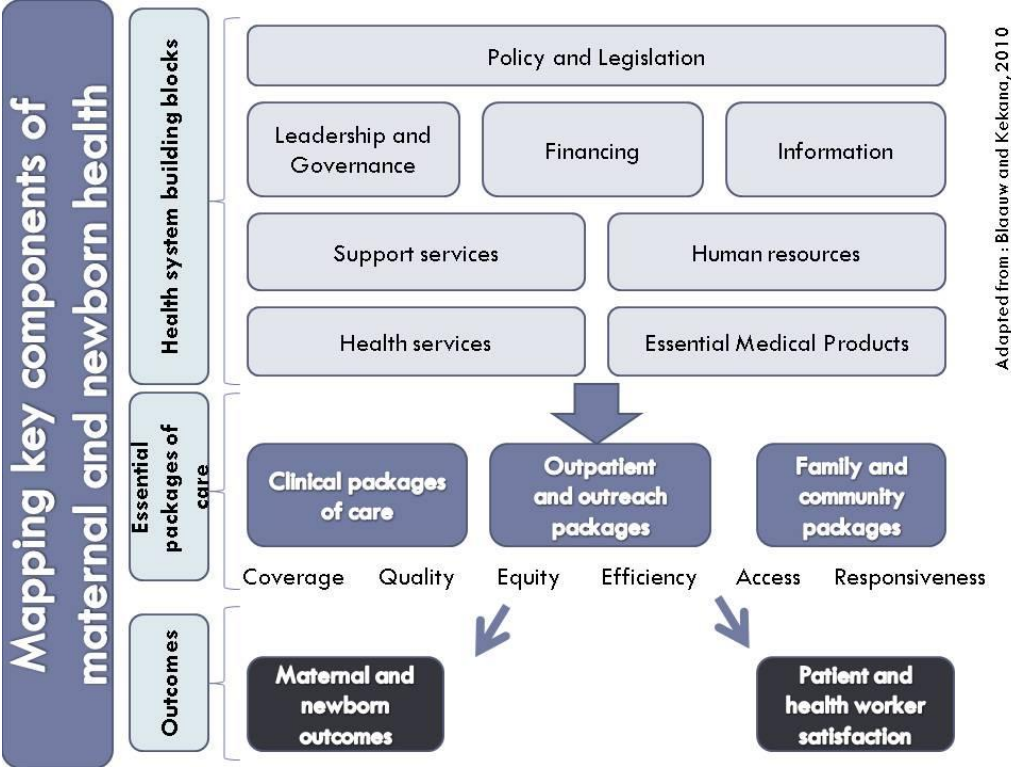 Mapping key components of
maternal and newborn health
Health system building blocks
Policy and Legislation
Leadership and
Governance
Financing
Information
Support services
Human resources
Health services
Essential Medical Products
Essential
packages of
care
Clinical packages
of care
Outpatient
and outreach
packages
Family and
community
packages
Coverage Quality Equity Efficiency Access Responsiveness
Outcomes
Maternal and
newborn
outcomes
Patient and
health worker
satisfaction
Adapted from : Blaauw and Kekana, 2010